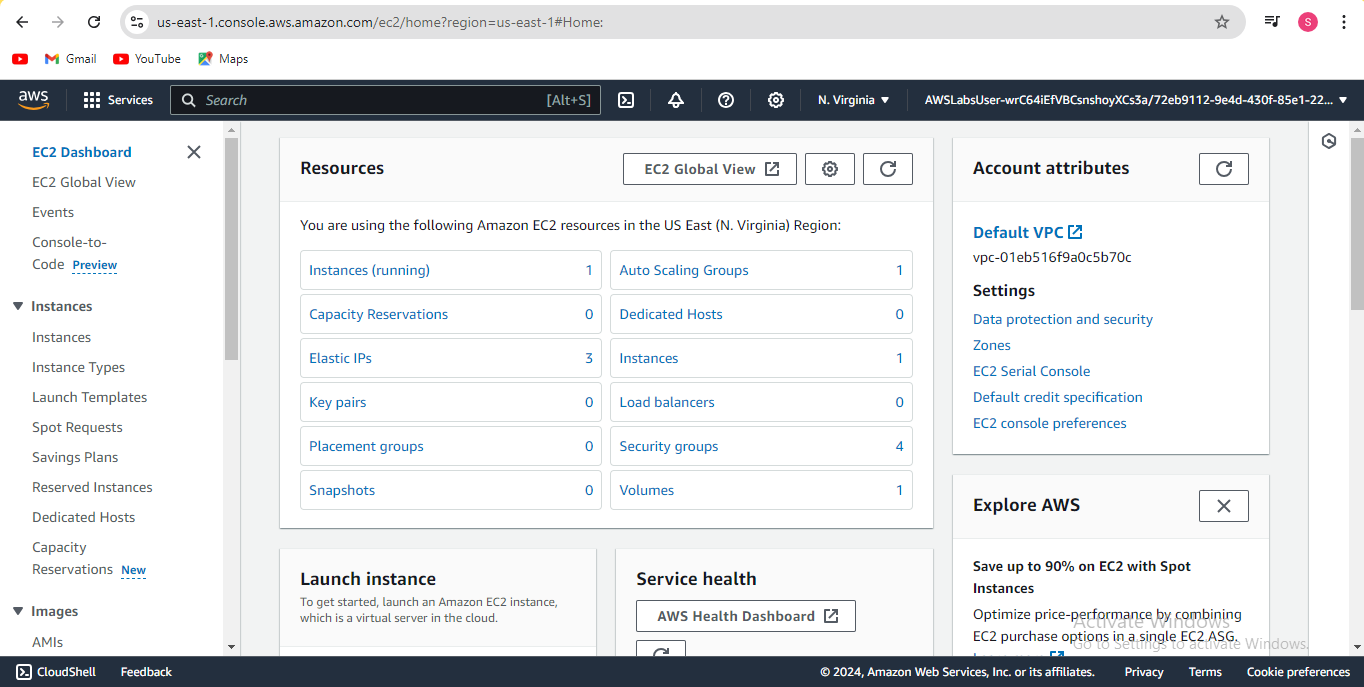 us-east-1.console.aws.amazon.com/ec2/home?region=us-east-1#Home:
S
Gmail
YouTube
Maps
aws
Services
Search
[Alt+S]
N. Virginia
AWSLabsUser-wrC64iEfVBCsnshoyXCs3a/72eb9112-9e4d-430f-85e1-22...
EC2 Dashboard
EC2 Global View
Events
Console-to-
Code Preview
Instances
Instances
Instance Types
Launch Templates
Spot Requests
Savings Plans
Reserved Instances
Dedicated Hosts
Capacity
Reservations New
Images
AMIs
Resources
EC2 Global View
You are using the following Amazon EC2 resources in the US East (N. Virginia) Region:
Instances (running) 1
Auto Scaling Groups 1
Capacity Reservations 0
Dedicated Hosts 0
Elastic IPs 3
Instances 1
Key pairs 0
Load balancers 0
Placement groups 0
Security groups 4
Snapshots 0
Volumes 1
Launch instance
To get started, launch an Amazon EC2 instance,
which is a virtual server in the cloud.
Service health
AWS Health Dashboard
Account attributes
Default VPC
vpc-01eb516f9a0c5b70c
Settings
Data protection and security
Zones
EC2 Serial Console
Default credit specification
EC2 console preferences
Explore AWS
Save up to 90% on EC2 with Spot
Instances
Optimize price-performance by combining
EC2 purchase options in a single EC2 ASG.
Activate Windows
Go to Settings to activate Windows.
CloudShell
Feedback
© 2024, Amazon Web Services, Inc. or its affiliates.
Privacy
Terms
Cookie preferences